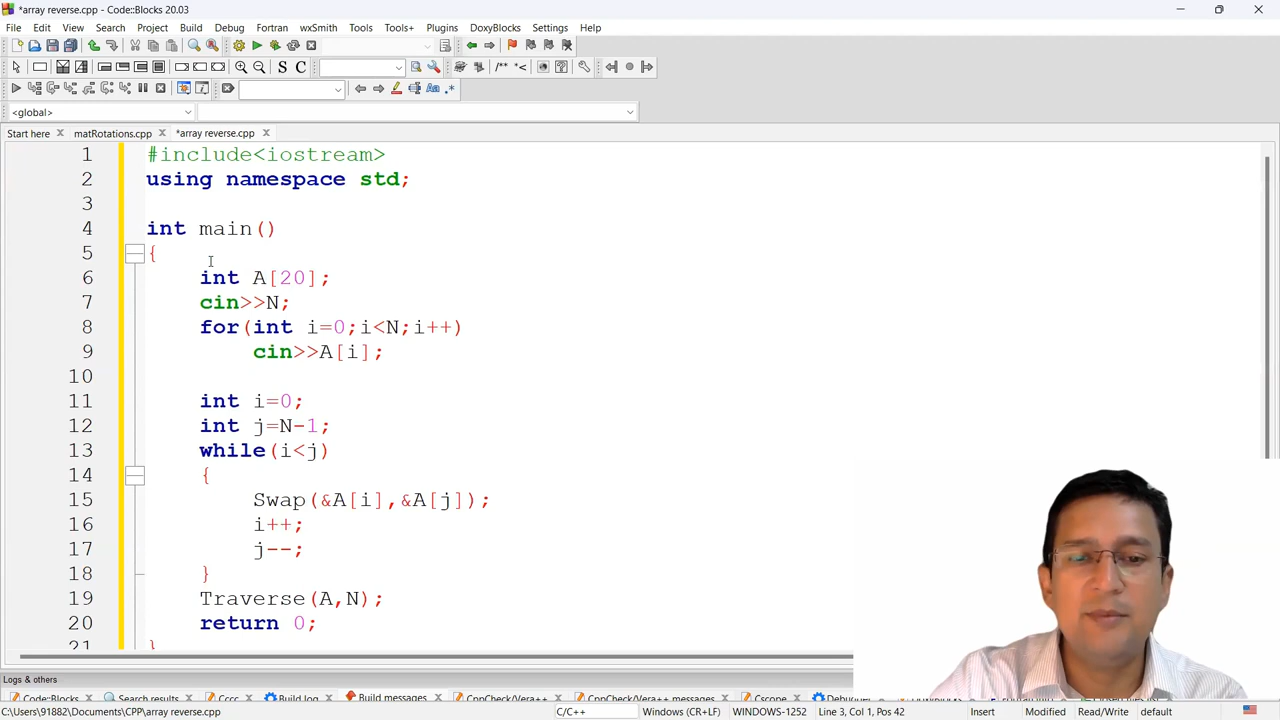 *array reverse.cpp - Code::Blocks 20.03
File Edit View Search Project Build Debug Fortran wxSmith Tools Tools+ Plugins DoxyBlocks Settings Help
S C /** *<
Aa .*
<global>
Start here matRotations.cpp *array reverse.cpp
1 #include<iostream>
2 using namespace std;
3
4 int main()
5 {
6 int A[20];
7 cin>>N;
8 for(int i=0;i<N;i++)
9 cin>>A[i];
10
11 int i=0;
12 int j=N-1;
13 while(i<j)
14 {
15 Swap(&A[i],&A[j]);
16 i++;
17 j--;
18 }
19 Traverse(A,N);
20 return 0;
21 }
Logs & others
Code::Blocks Search results Cccc Build log Build messages CppCheck/Vera++ CppCheck/Vera++ messages Cscope Debugger
C:\Users\91882\Documents\CPP\array reverse.cpp C/C++ Windows (CR+LF) WINDOWS-1252 Line 3, Col 1, Pos 42 Insert Modified Read/Write default